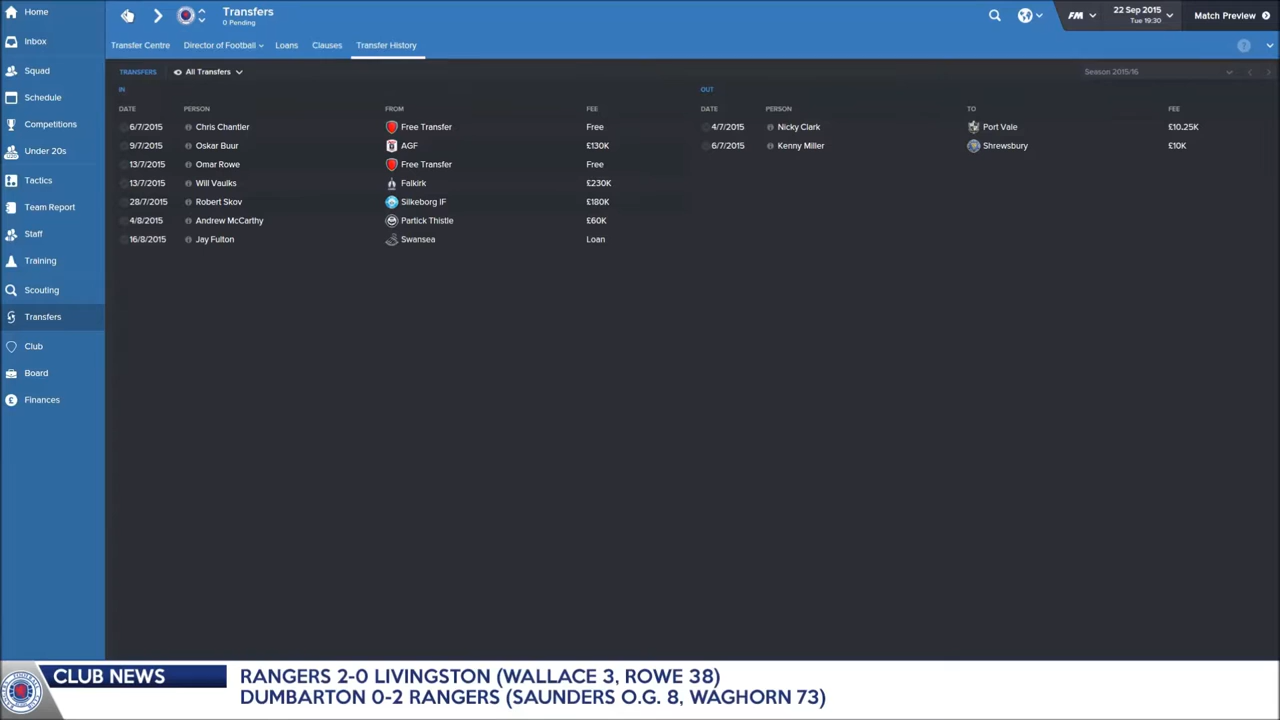 Home
Transfers
0 Pending
FM
22 Sep 2015
Tue 19:30
Match Preview
Inbox
Transfer Centre
Director of Football
Loans
Clauses
Transfer History
?
Squad
TRANSFERS
All Transfers
Season 2015/16
IN
OUT
Schedule
DATE PERSON FROM FEE
DATE PERSON TO FEE
Competitions
6/7/2015 Chris Chantler Free Transfer Free
4/7/2015 Nicky Clark Port Vale £10.25K
Under 20s
9/7/2015 Oskar Buur AGF £130K
6/7/2015 Kenny Miller Shrewsbury £10K
13/7/2015 Omar Rowe Free Transfer Free
Tactics
13/7/2015 Will Vaulks Falkirk £230K
Team Report
28/7/2015 Robert Skov Silkeborg IF £180K
4/8/2015 Andrew McCarthy Partick Thistle £60K
Staff
16/8/2015 Jay Fulton Swansea Loan
Training
Scouting
Transfers
Club
Board
Finances
CLUB NEWS
RANGERS 2-0 LIVINGSTON (WALLACE 3, ROWE 38)
DUMBARTON 0-2 RANGERS (SAUNDERS O.G. 8, WAGHORN 73)